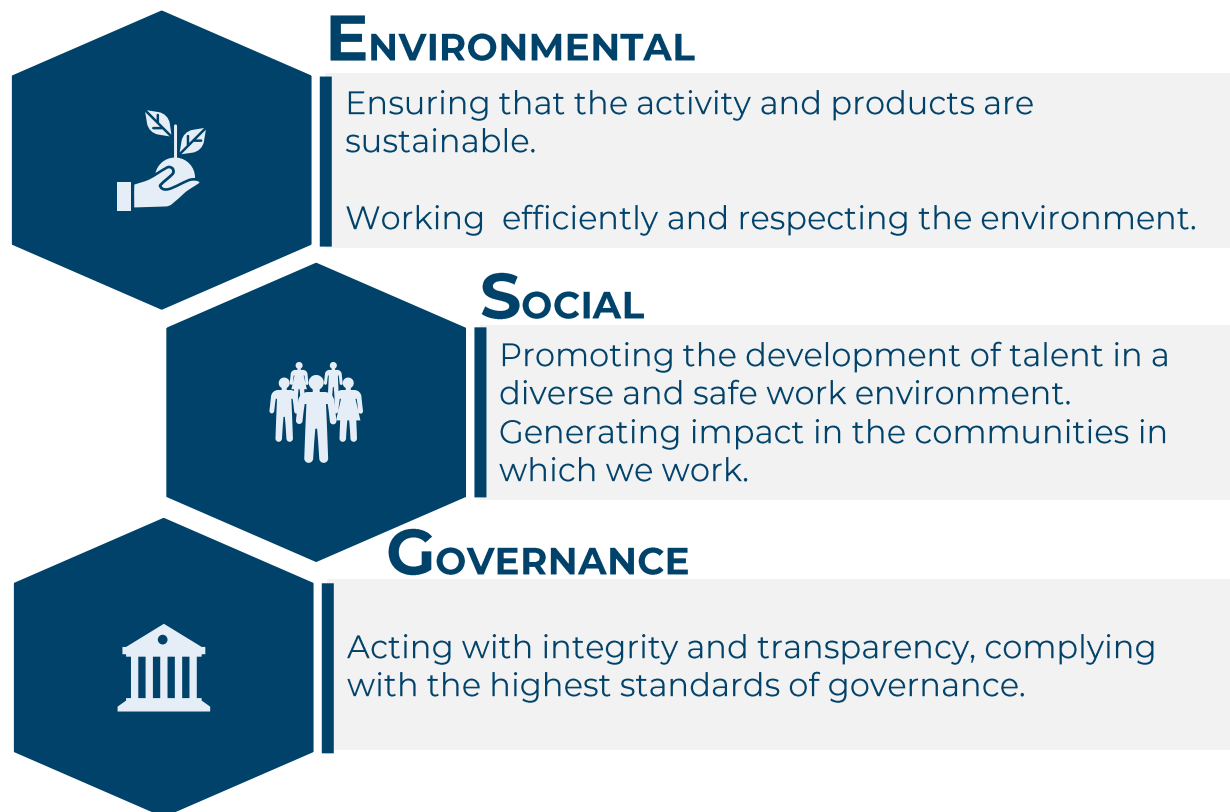 ENVIRONMENTAL
Ensuring that the activity and products are
sustainable.
Working  efficiently and respecting the environment.
SOCIAL
Promoting the development of talent in a
diverse and safe work environment.
Generating impact in the communities in
which we work.
GOVERNANCE
Acting with integrity and transparency, complying
with the highest standards of governance.